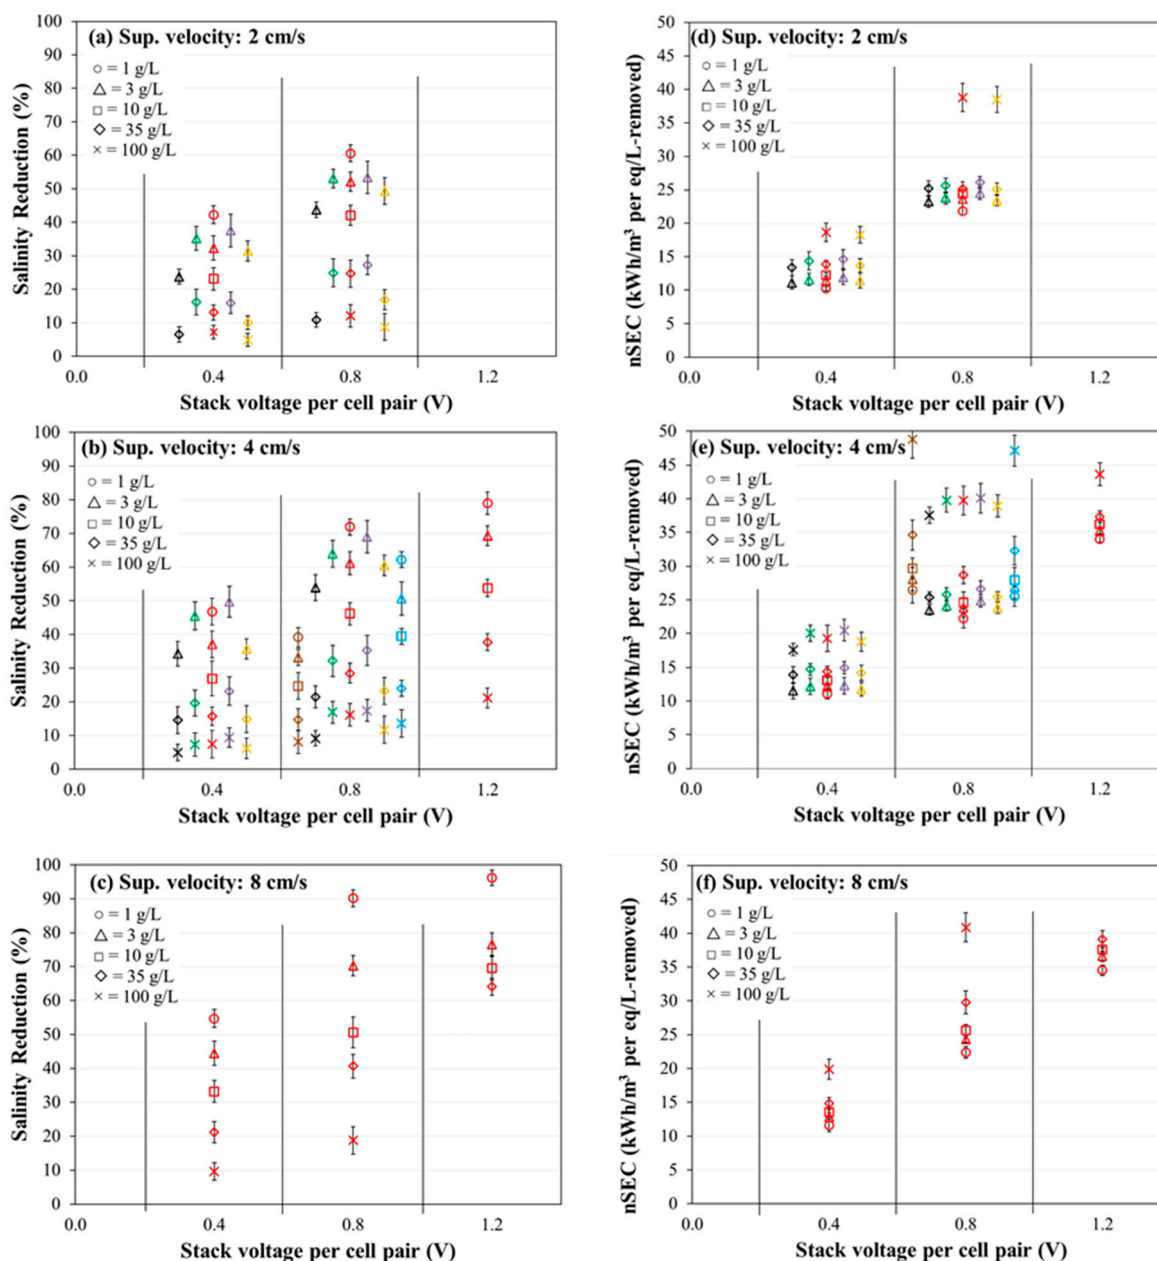 (a) Sup. velocity: 2 cm/s
○ = 1 g/L
△ = 3 g/L
□ = 10 g/L
◇ = 35 g/L
× = 100 g/L
Salinity Reduction (%)
100
90
80
70
60
50
40
30
20
10
0
0.0 0.4 0.8 1.2
Stack voltage per cell pair (V)
(d) Sup. velocity: 2 cm/s
○ = 1 g/L
△ = 3 g/L
□ = 10 g/L
◇ = 35 g/L
× = 100 g/L
nSEC (kWh/m³ per eq/L-removed)
50
45
40
35
30
25
20
15
10
5
0
0.0 0.4 0.8 1.2
Stack voltage per cell pair (V)
(b) Sup. velocity: 4 cm/s
○ = 1 g/L
△ = 3 g/L
□ = 10 g/L
◇ = 35 g/L
× = 100 g/L
Salinity Reduction (%)
100
90
80
70
60
50
40
30
20
10
0
0.0 0.4 0.8 1.2
Stack voltage per cell pair (V)
(e) Sup. velocity: 4 cm/s
○ = 1 g/L
△ = 3 g/L
□ = 10 g/L
◇ = 35 g/L
× = 100 g/L
nSEC (kWh/m³ per eq/L-removed)
50
45
40
35
30
25
20
15
10
5
0
0.0 0.4 0.8 1.2
Stack voltage per cell pair (V)
(c) Sup. velocity: 8 cm/s
○ = 1 g/L
△ = 3 g/L
□ = 10 g/L
◇ = 35 g/L
× = 100 g/L
Salinity Reduction (%)
100
90
80
70
60
50
40
30
20
10
0
0.0 0.4 0.8 1.2
Stack voltage per cell pair (V)
(f) Sup. velocity: 8 cm/s
○ = 1 g/L
△ = 3 g/L
□ = 10 g/L
◇ = 35 g/L
× = 100 g/L
nSEC (kWh/m³ per eq/L-removed)
50
45
40
35
30
25
20
15
10
5
0
0.0 0.4 0.8 1.2
Stack voltage per cell pair (V)